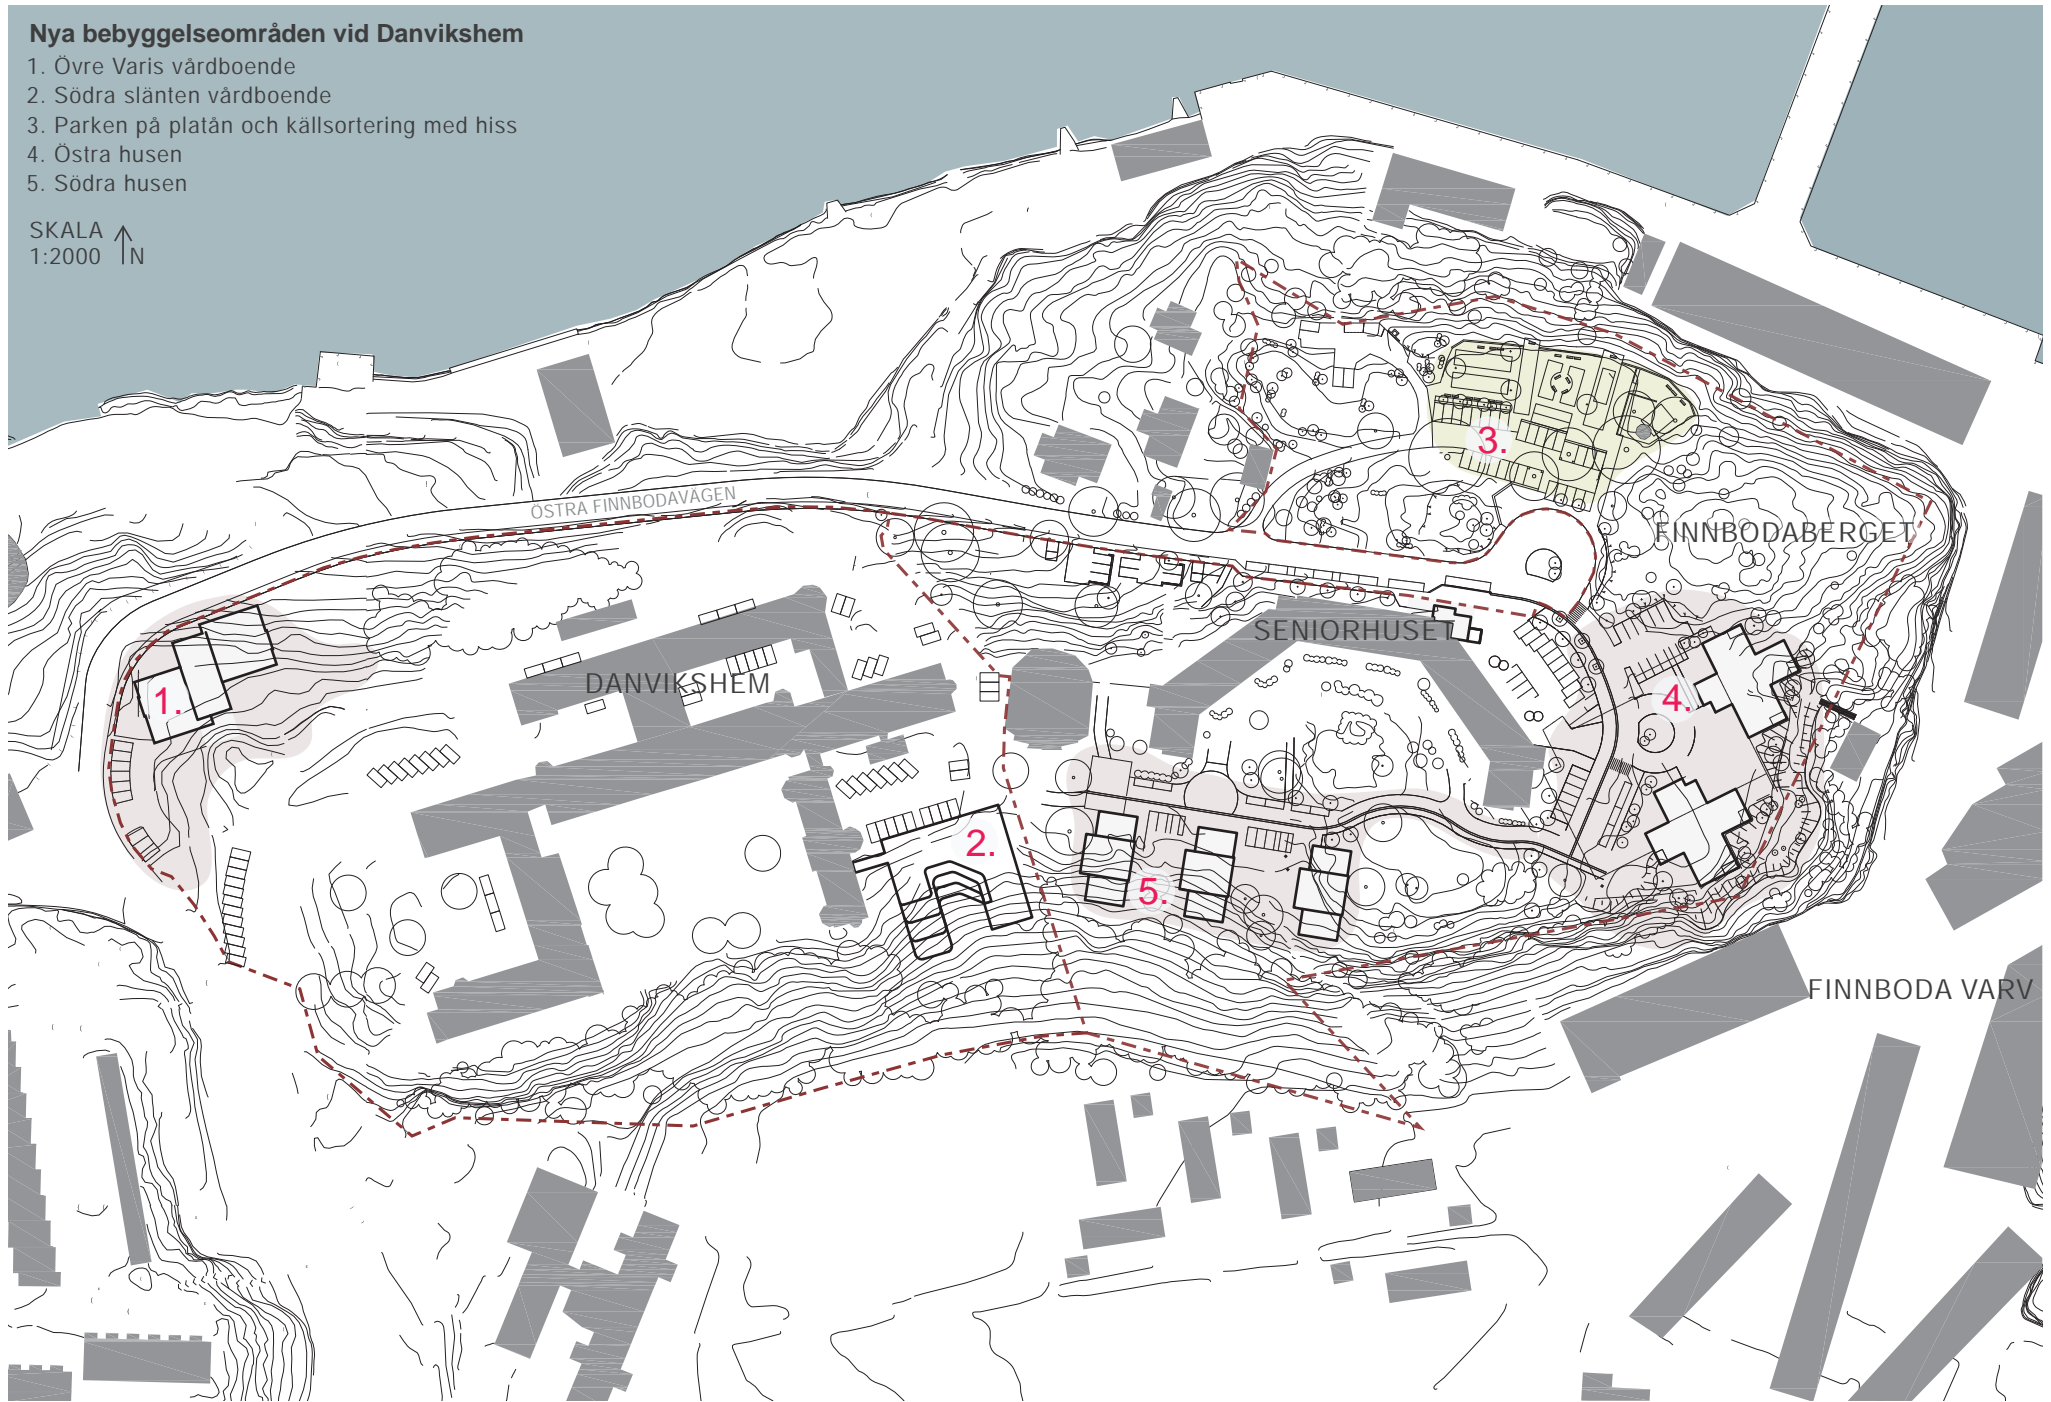 Nya bebyggelseområden vid Danvikshem
1. Övre Varis vårdboende
2. Södra slänten vårdboende
3. Parken på platån och källsortering med hiss
4. Östra husen
5. Södra husen
SKALA
1:2000 N
ÖSTRA FINNBODAVÄGEN
3.
FINNBODABERGET
SENIORHUSET
DANVIKSHEM
1.
4.
2.
5.
FINNBODA VARV